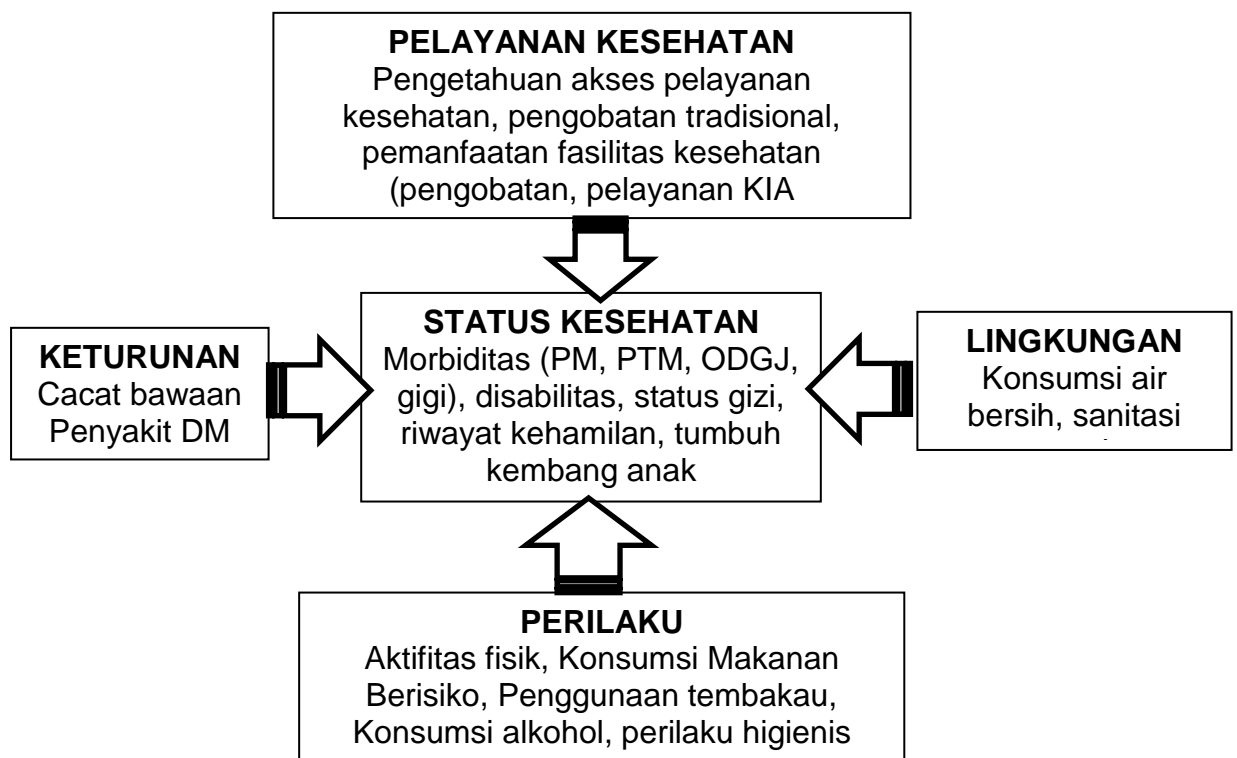 PELAYANAN KESEHATAN
Pengetahuan akses pelayanan
kesehatan, pengobatan tradisional,
pemanfaatan fasilitas kesehatan
(pengobatan, pelayanan KIA
STATUS KESEHATAN
Morbiditas (PM, PTM, ODGJ,
gigi), disabilitas, status gizi,
riwayat kehamilan, tumbuh
kembang anak
KETURUNAN
Cacat bawaan
Penyakit DM
LINGKUNGAN
Konsumsi air
bersih, sanitasi
PERILAKU
Aktifitas fisik, Konsumsi Makanan
Berisiko, Penggunaan tembakau,
Konsumsi alkohol, perilaku higienis